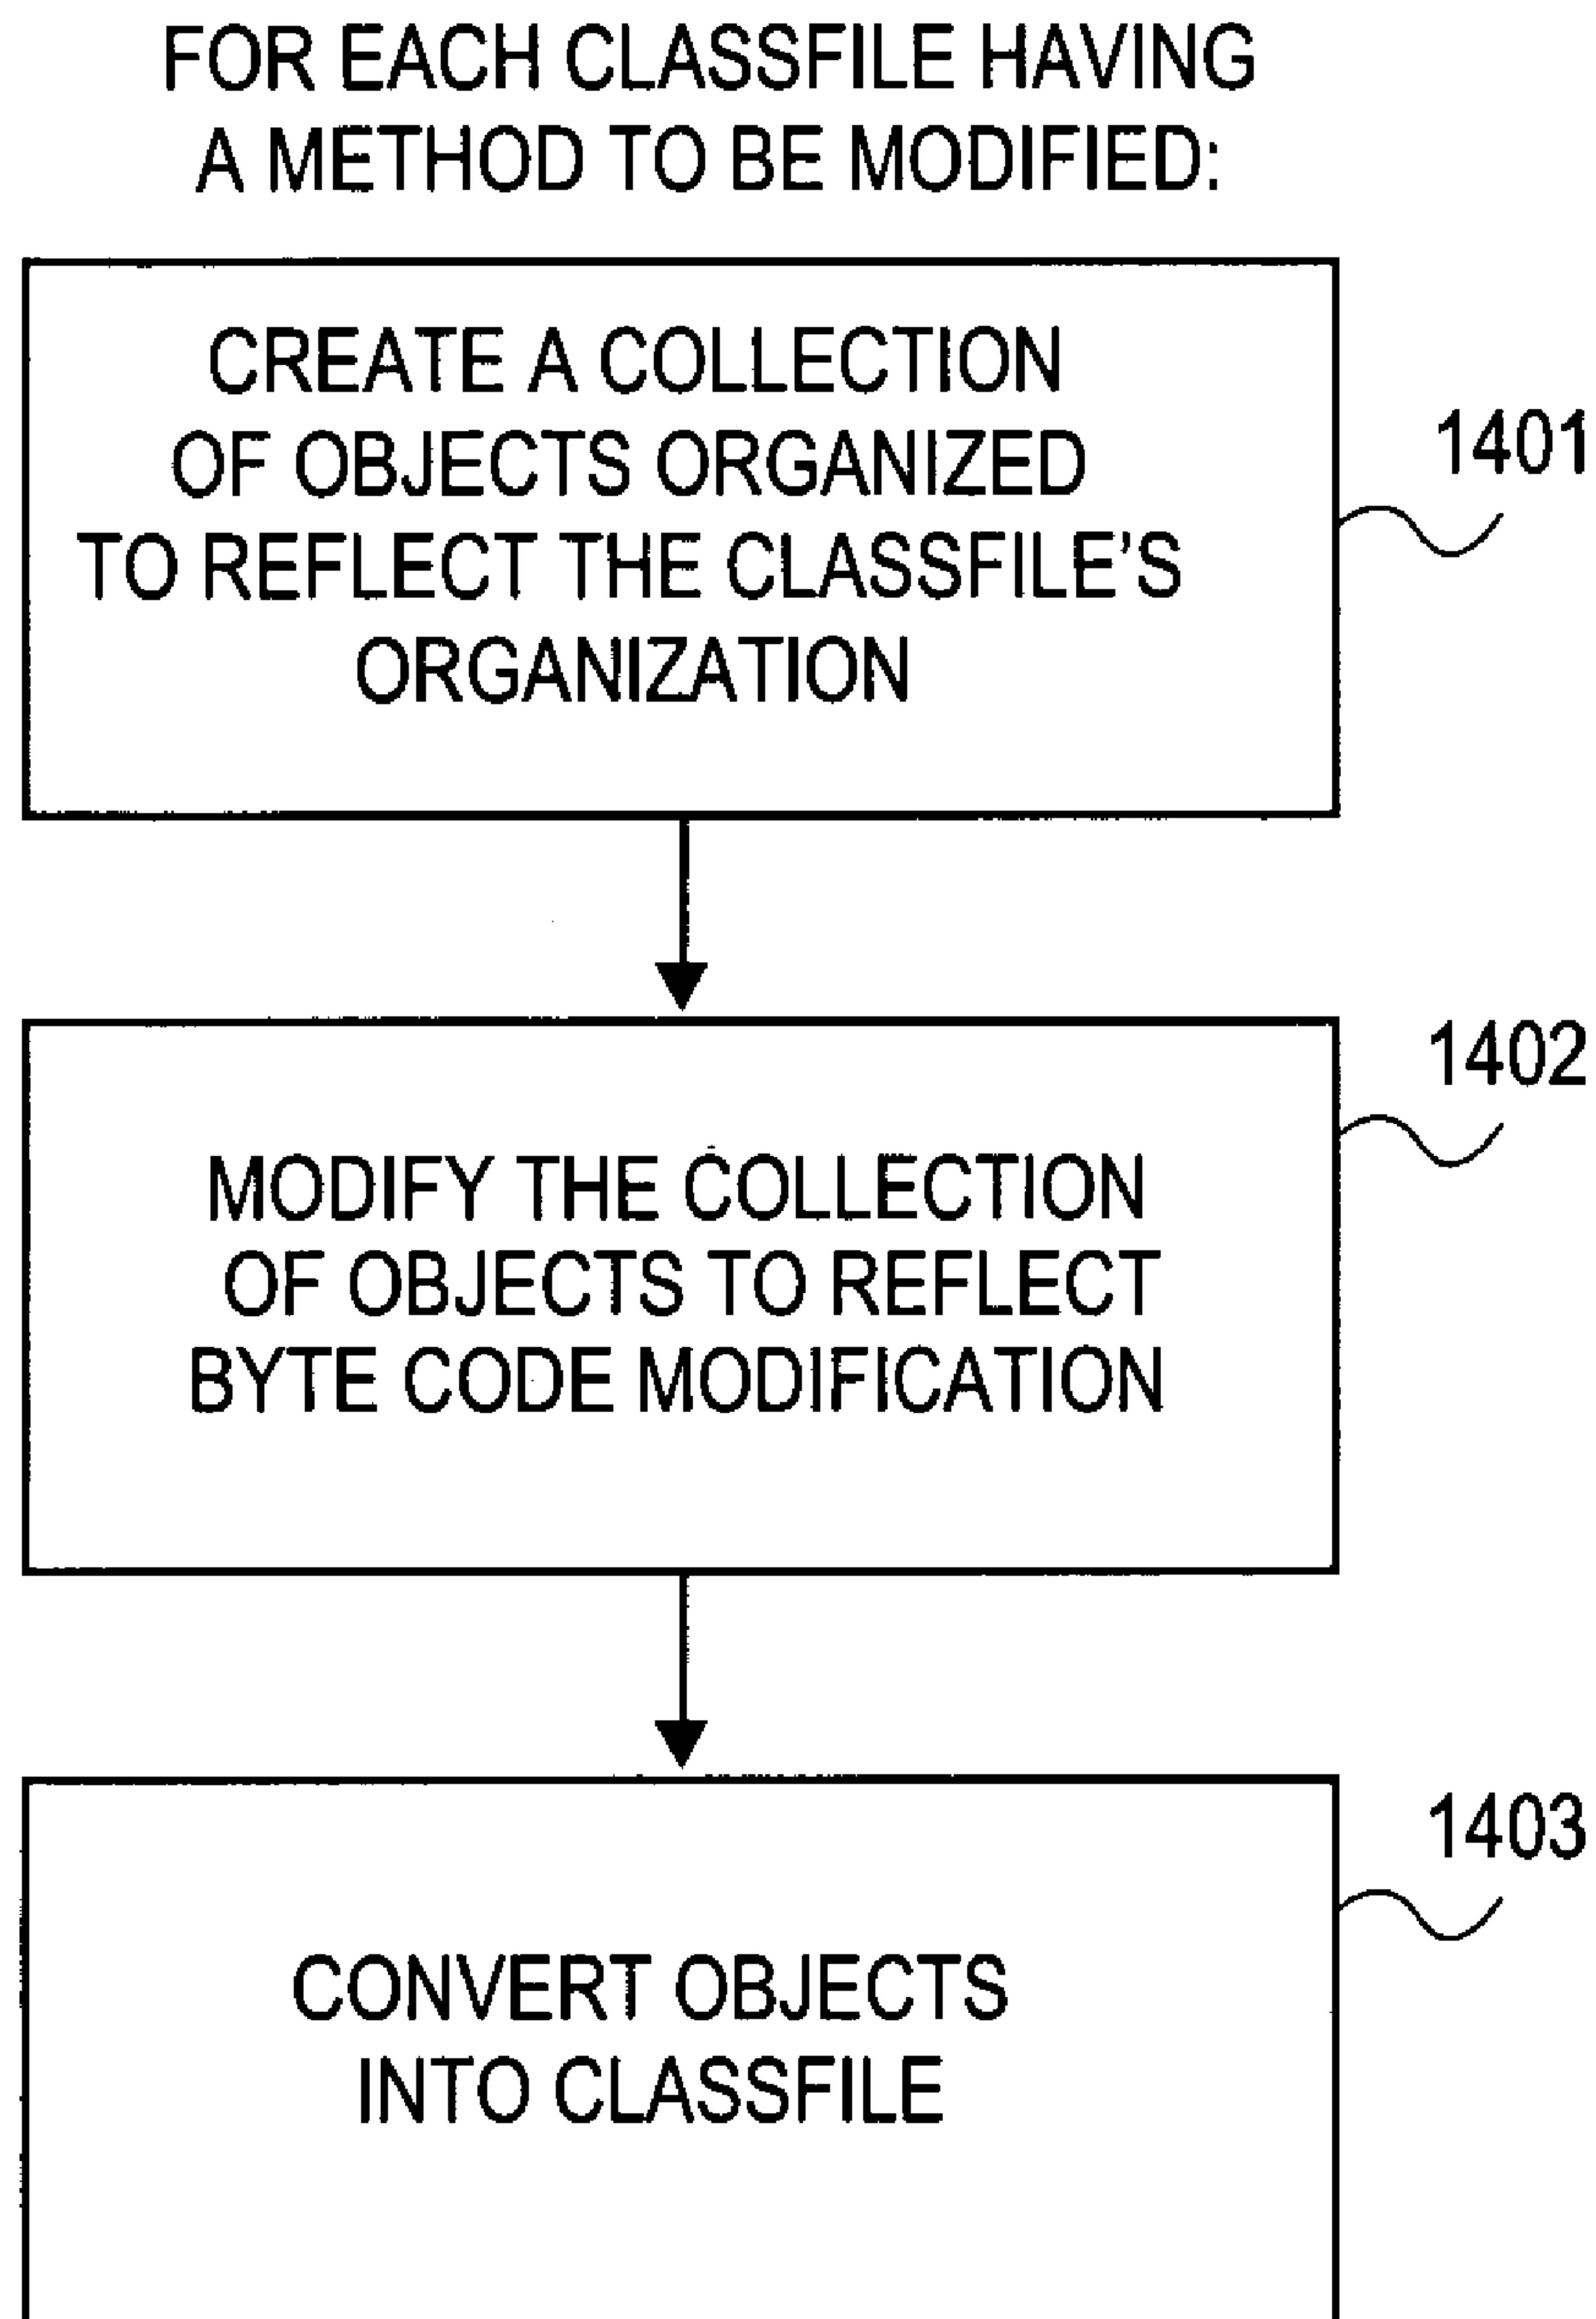 FOR EACH CLASSFILE HAVING
A METHOD TO BE MODIFIED:
CREATE A COLLECTION
OF OBJECTS ORGANIZED
TO REFLECT THE CLASSFILE'S
ORGANIZATION
1401
MODIFY THE COLLECTION
OF OBJECTS TO REFLECT
BYTE CODE MODIFICATION
1402
CONVERT OBJECTS
INTO CLASSFILE
1403